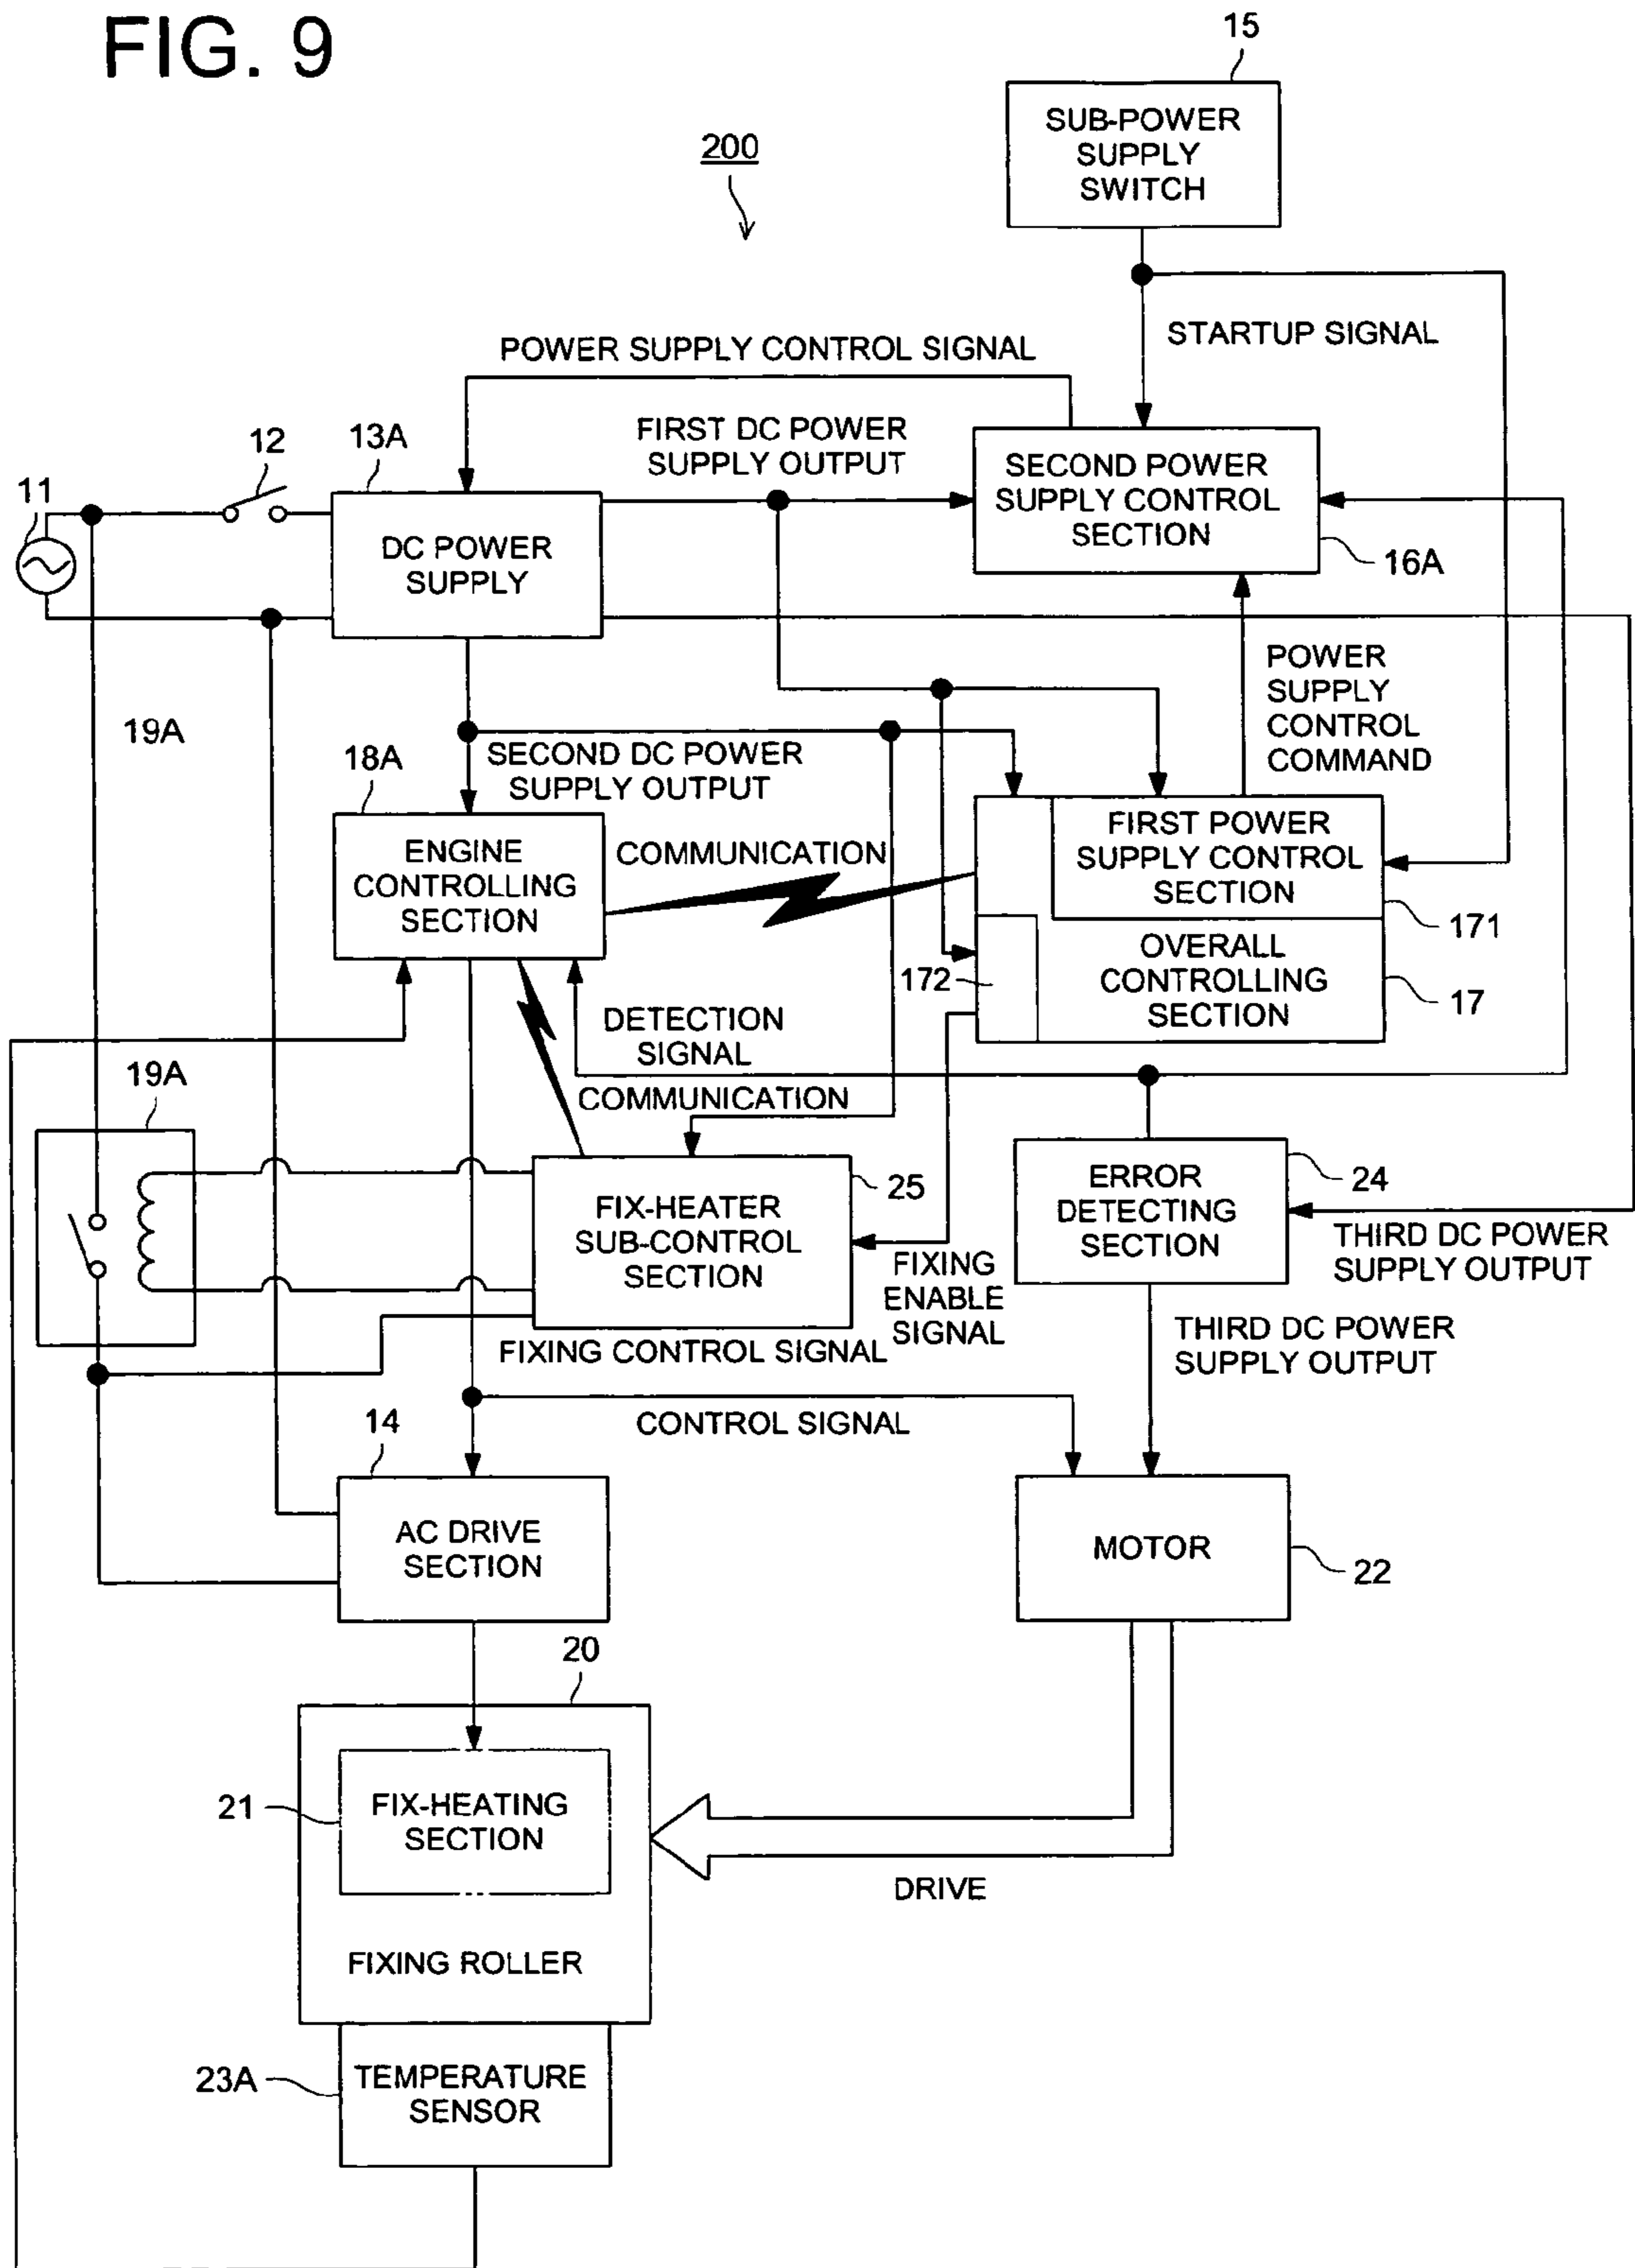 FIG. 9
15
SUB-POWER
SUPPLY
SWITCH
200
STARTUP SIGNAL
POWER SUPPLY CONTROL SIGNAL
FIRST DC POWER
SUPPLY OUTPUT
11
12
13A
DC POWER
SUPPLY
SECOND POWER
SUPPLY CONTROL
SECTION
16A
POWER
SUPPLY
CONTROL
COMMAND
19A
18A
SECOND DC POWER
SUPPLY OUTPUT
ENGINE
CONTROLLING
SECTION
COMMUNICATION
FIRST POWER
SUPPLY CONTROL
SECTION
171
OVERALL
CONTROLLING
SECTION
172
17
DETECTION
SIGNAL
COMMUNICATION
19A
FIX-HEATER
SUB-CONTROL
SECTION
25
FIXING
ENABLE
SIGNAL
ERROR
DETECTING
SECTION
24
THIRD DC POWER
SUPPLY OUTPUT
THIRD DC POWER
SUPPLY OUTPUT
FIXING CONTROL SIGNAL
CONTROL SIGNAL
14
AC DRIVE
SECTION
MOTOR
22
20
21
FIX-HEATING
SECTION
DRIVE
FIXING ROLLER
23A
TEMPERATURE
SENSOR